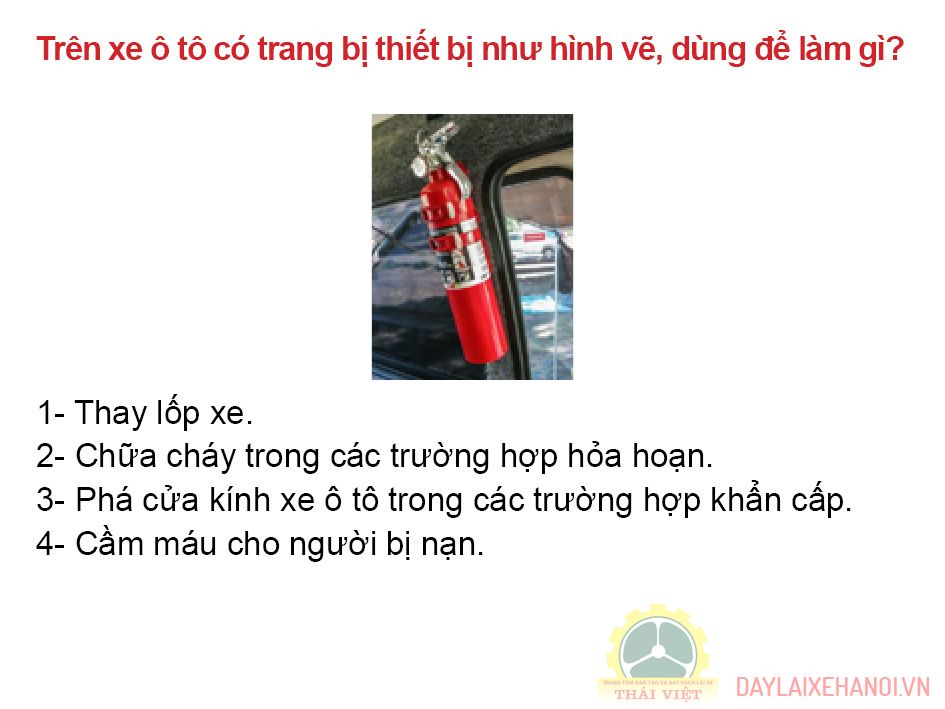 Trên xe ô tô có trang bị thiết bị như hình vẽ, dùng để làm gì?
1- Thay lốp xe.
2- Chữa cháy trong các trường hợp hỏa hoạn.
3- Phá cửa kính xe ô tô trong các trường hợp khẩn cấp.
4- Cầm máu cho người bị nạn.
TRUNG TÂM ĐÀO TẠO VÀ SÁT HẠCH LÁI XE
THÁI VIỆT
DAYLAIXEHANOI.VN